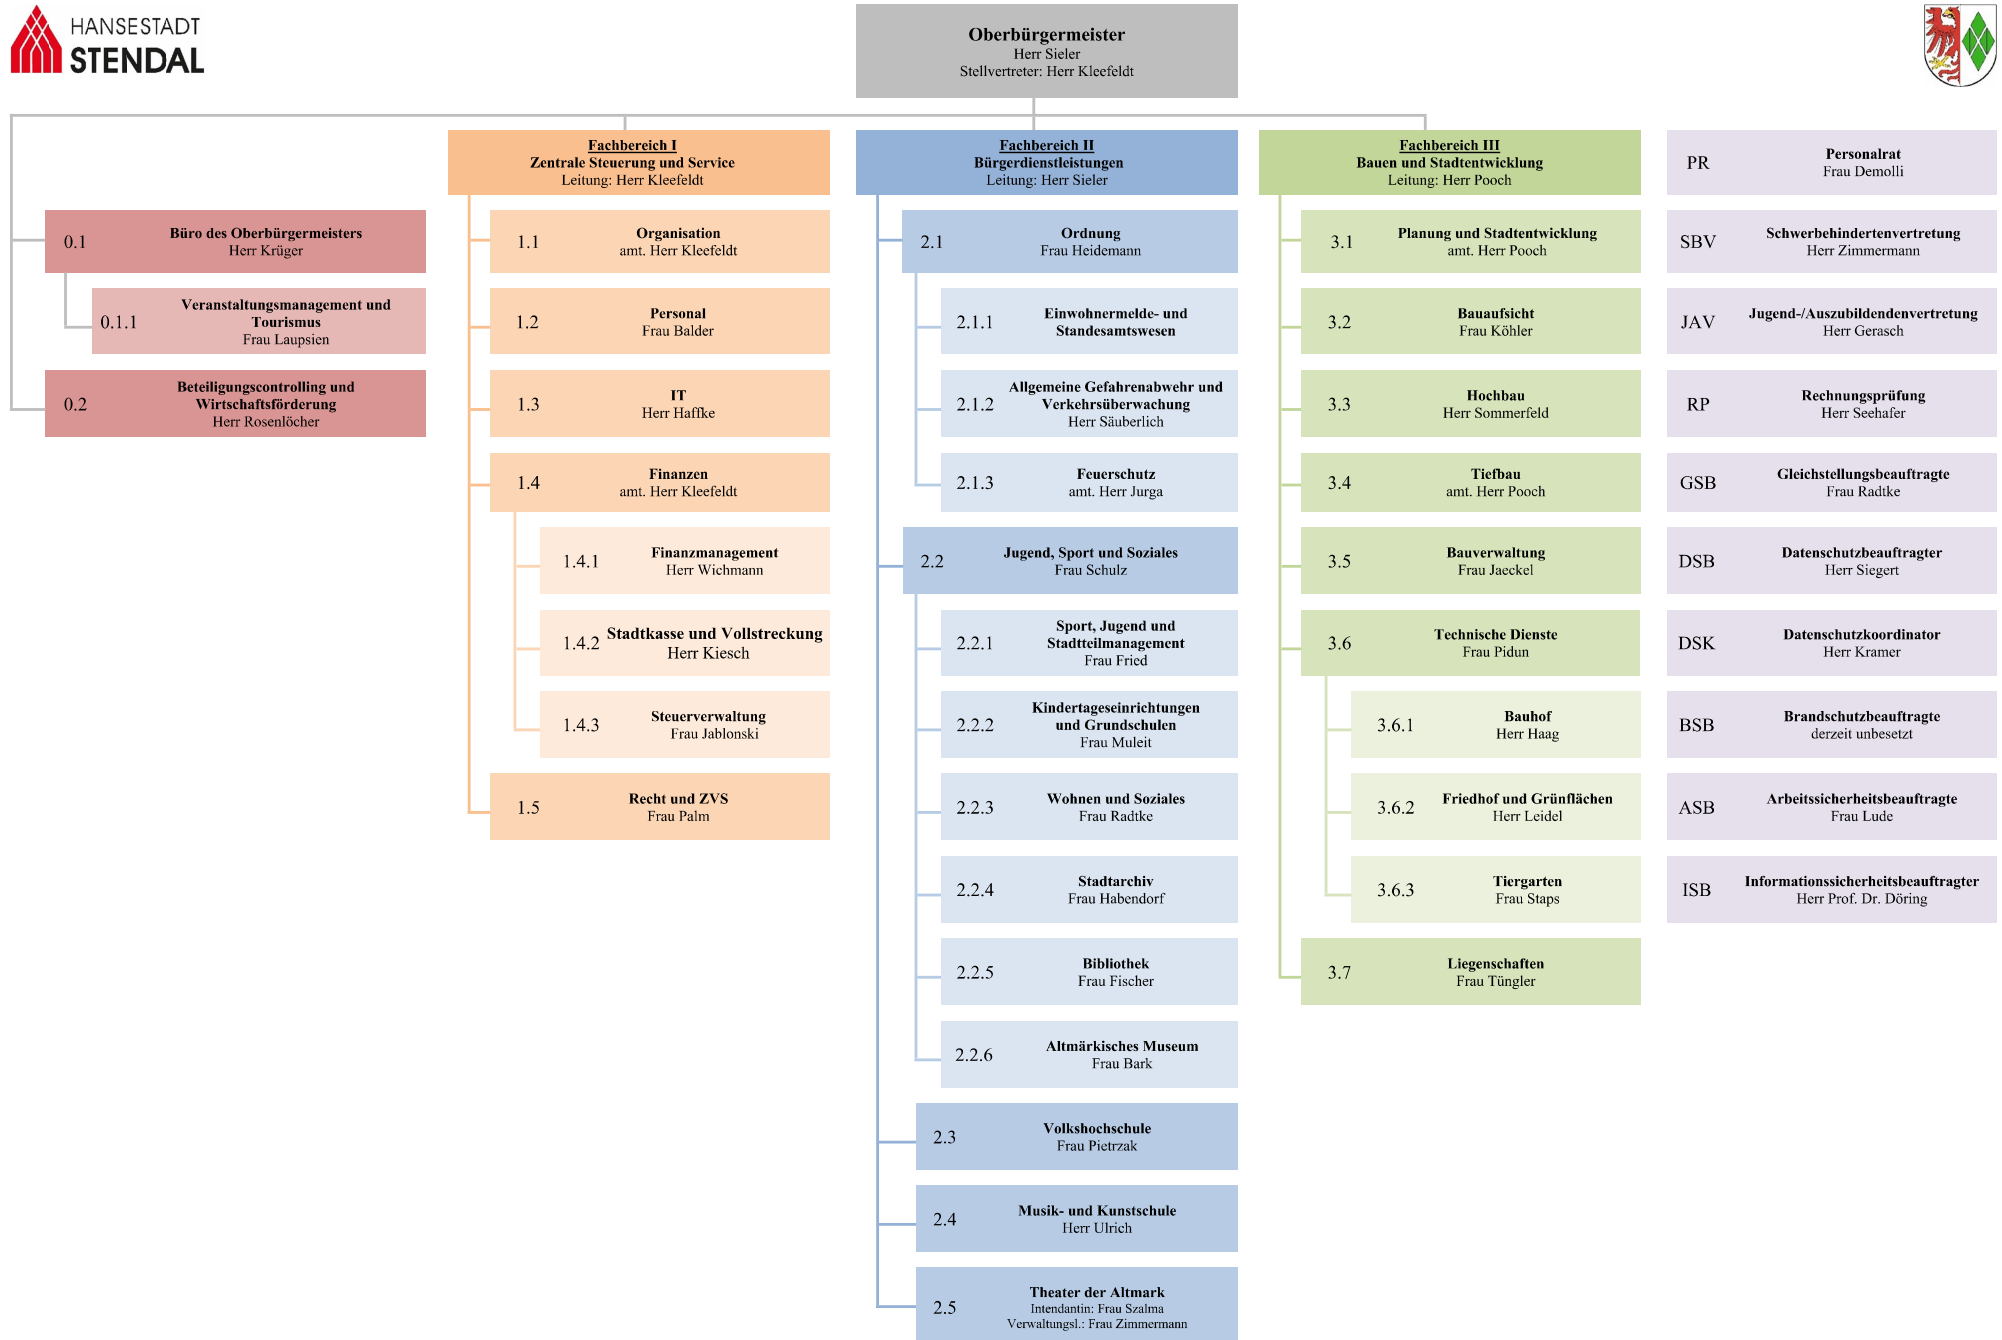 HANSESTADT
STENDAL
Oberbürgermeister
Herr Sieler
Stellvertreter: Herr Kleefeldt
0.1
Büro des Oberbürgermeisters
Herr Krüger
0.1.1
Veranstaltungsmanagement und
Tourismus
Frau Laupsien
0.2
Beteiligungscontrolling und
Wirtschaftsförderung
Herr Rosenlöcher
Fachbereich I
Zentrale Steuerung und Service
Leitung: Herr Kleefeldt
1.1
Organisation
amt. Herr Kleefeldt
1.2
Personal
Frau Balder
1.3
IT
Herr Haffke
1.4
Finanzen
amt. Herr Kleefeldt
1.4.1
Finanzmanagement
Herr Wichmann
1.4.2
Stadtkasse und Vollstreckung
Herr Kiesch
1.4.3
Steuerverwaltung
Frau Jablonski
1.5
Recht und ZVS
Frau Palm
Fachbereich II
Bürgerdienstleistungen
Leitung: Herr Sieler
2.1
Ordnung
Frau Heidemann
2.1.1
Einwohnermelde- und
Standesamtswesen
2.1.2
Allgemeine Gefahrenabwehr und
Verkehrsüberwachung
Herr Säuberlich
2.1.3
Feuerschutz
amt. Herr Jurga
2.2
Jugend, Sport und Soziales
Frau Schulz
2.2.1
Sport, Jugend und
Stadtteilmanagement
Frau Fried
2.2.2
Kindertageseinrichtungen
und Grundschulen
Frau Muleit
2.2.3
Wohnen und Soziales
Frau Radtke
2.2.4
Stadtarchiv
Frau Habendorf
2.2.5
Bibliothek
Frau Fischer
2.2.6
Altmärkisches Museum
Frau Bark
2.3
Volkshochschule
Frau Pietrzak
2.4
Musik- und Kunstschule
Herr Ulrich
2.5
Theater der Altmark
Intendantin: Frau Szalma
Verwaltungsl.: Frau Zimmermann
Fachbereich III
Bauen und Stadtentwicklung
Leitung: Herr Pooch
3.1
Planung und Stadtentwicklung
amt. Herr Pooch
3.2
Bauaufsicht
Frau Köhler
3.3
Hochbau
Herr Sommerfeld
3.4
Tiefbau
amt. Herr Pooch
3.5
Bauverwaltung
Frau Jaeckel
3.6
Technische Dienste
Frau Pidun
3.6.1
Bauhof
Herr Haag
3.6.2
Friedhof und Grünflächen
Herr Leidel
3.6.3
Tiergarten
Frau Staps
3.7
Liegenschaften
Frau Tüngler
PR
Personalrat
Frau Demolli
SBV
Schwerbehindertenvertretung
Herr Zimmermann
JAV
Jugend-/Auszubildendenvertretung
Herr Gerasch
RP
Rechnungsprüfung
Herr Seehafer
GSB
Gleichstellungsbeauftragte
Frau Radtke
DSB
Datenschutzbeauftragter
Herr Siegert
DSK
Datenschutzkoordinator
Herr Kramer
BSB
Brandschutzbeauftragte
derzeit unbesetzt
ASB
Arbeitssicherheitsbeauftragte
Frau Lude
ISB
Informationssicherheitsbeauftragter
Herr Prof. Dr. Döring